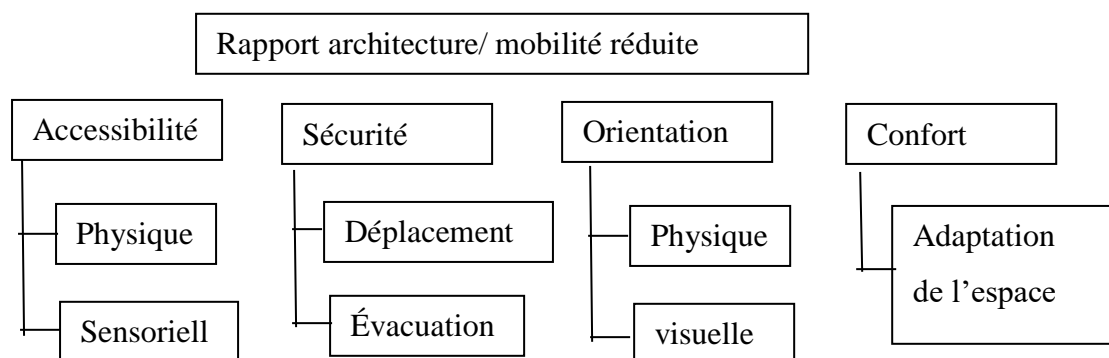 Rapport architecture/ mobilité réduite
Accessibilité
Physique
Sensoriell
Sécurité
Déplacement
Évacuation
Orientation
Physique
visuelle
Confort
Adaptation
de l’espace